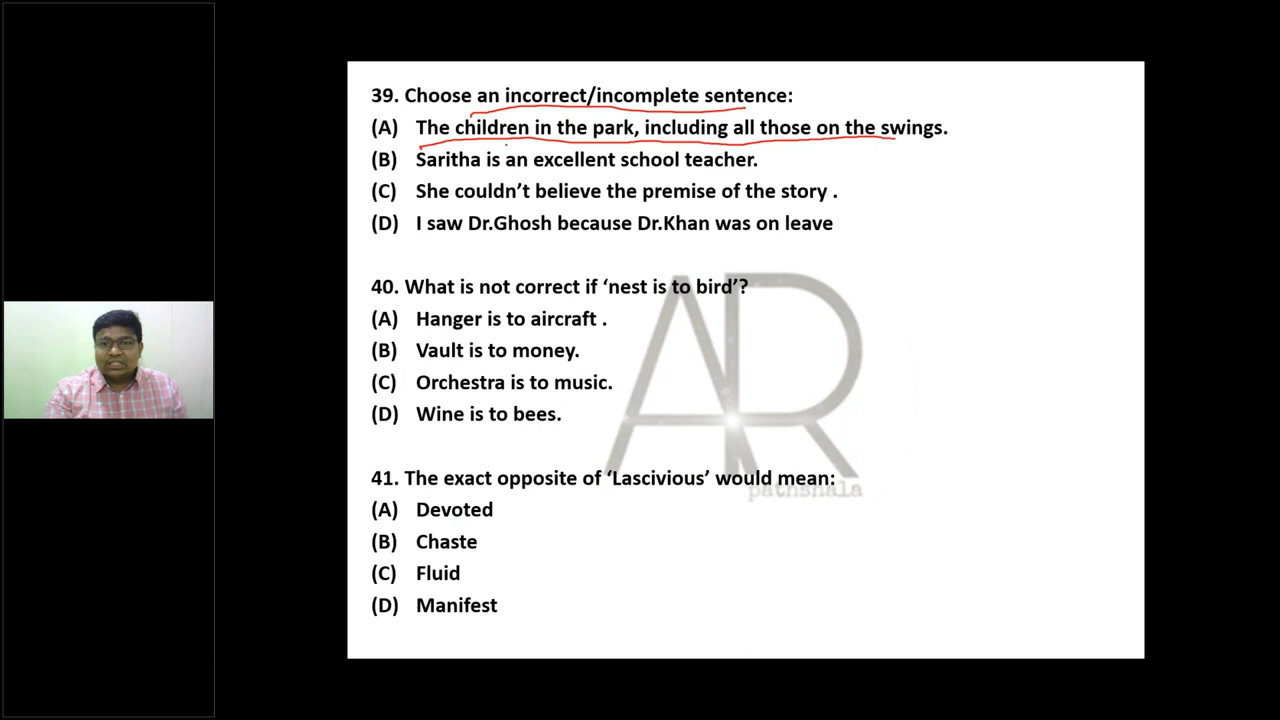 39. Choose an incorrect/incomplete sentence:
(A) The children in the park, including all those on the swings.
(B) Saritha is an excellent school teacher.
(C) She couldn’t believe the premise of the story .
(D) I saw Dr.Ghosh because Dr.Khan was on leave
40. What is not correct if ‘nest is to bird’?
(A) Hanger is to aircraft .
(B) Vault is to money.
(C) Orchestra is to music.
(D) Wine is to bees.
AR
41. The exact opposite of ‘Lascivious’ would mean:
pathshala
(A) Devoted
(B) Chaste
(C) Fluid
(D) Manifest